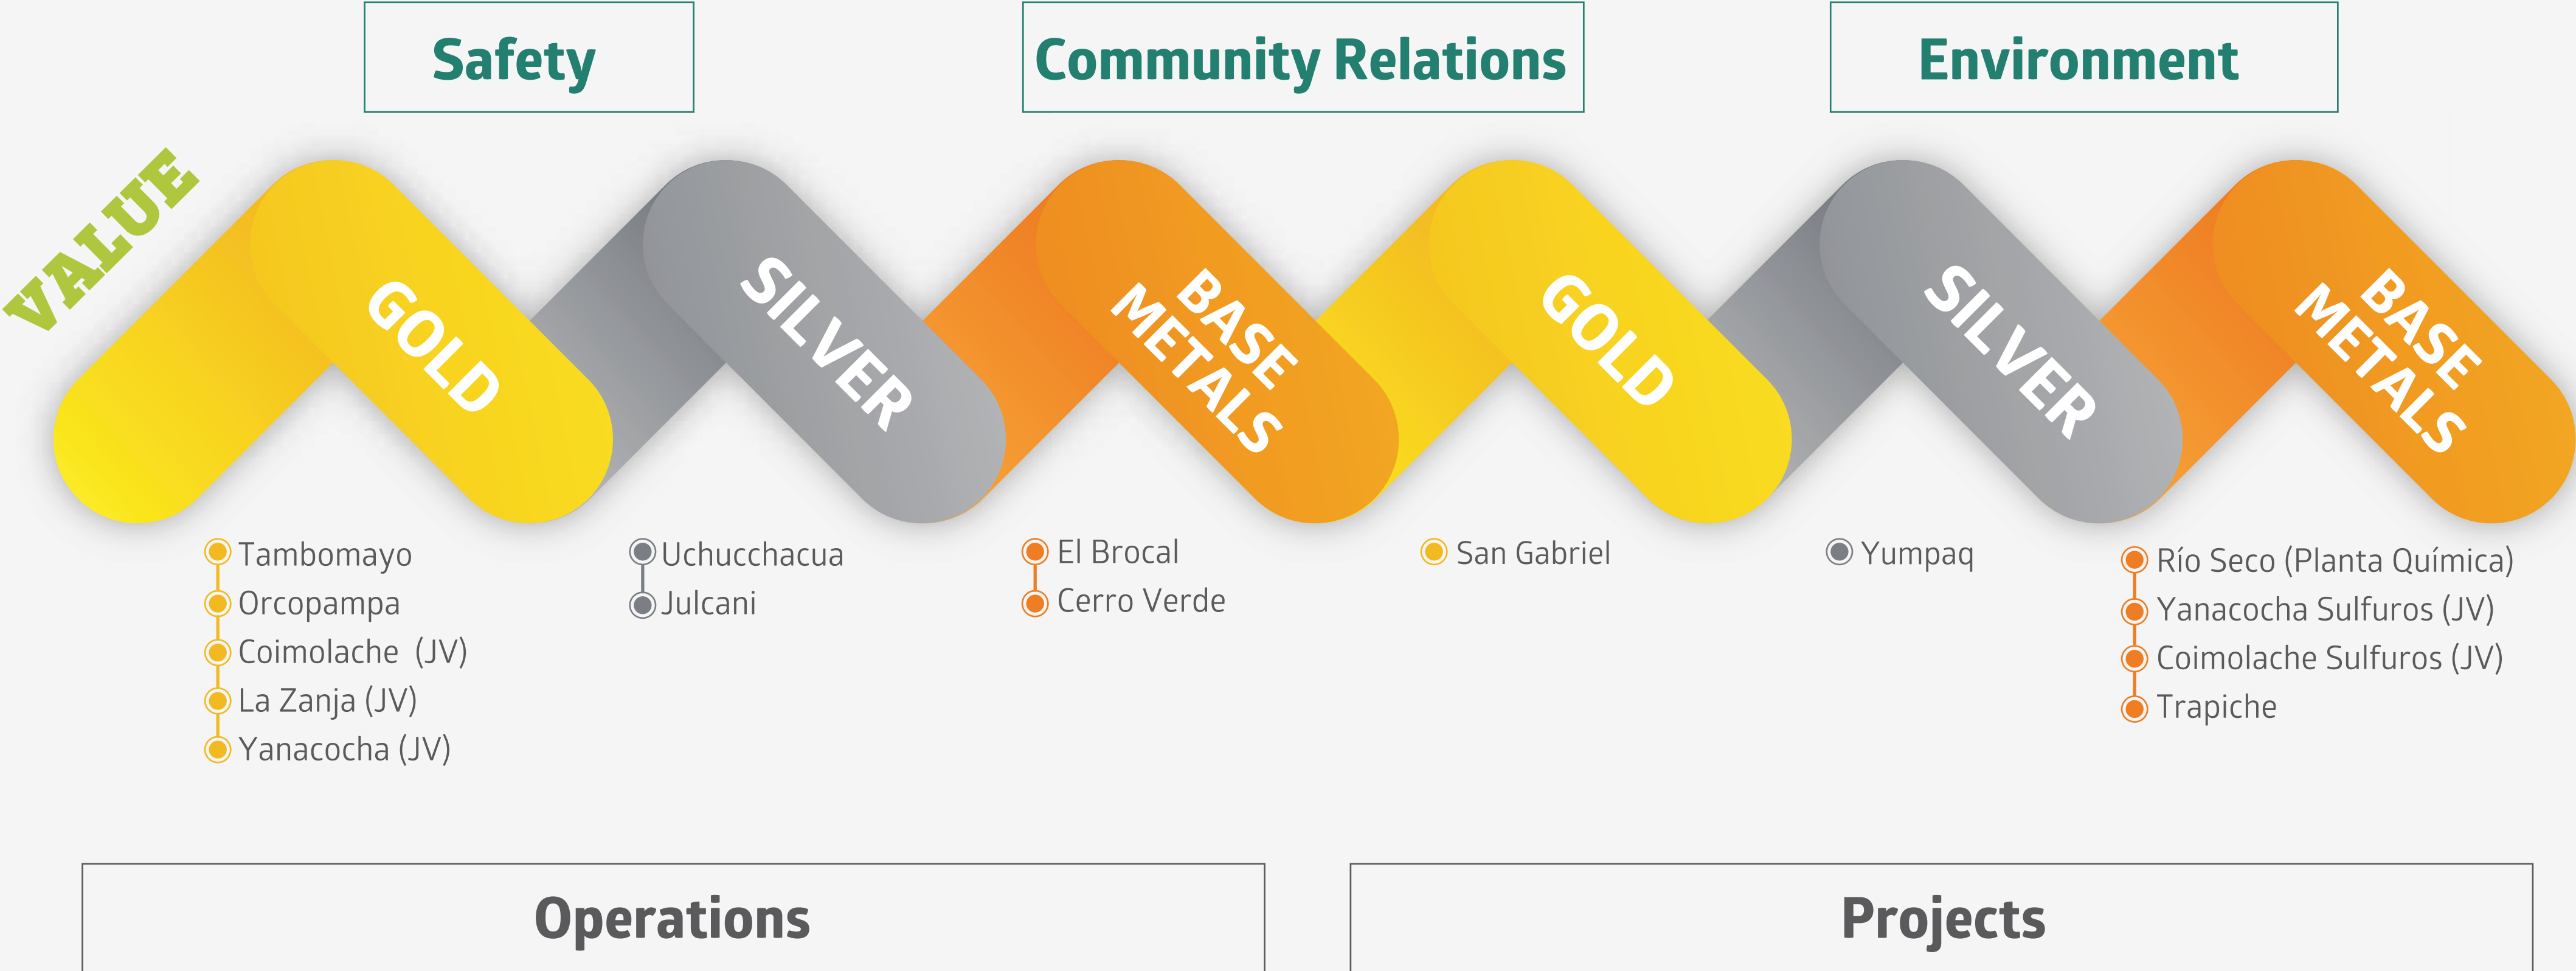 Safety
Community Relations
Environment
VALUE
GOLD
SILVER
BASE
METALS
GOLD
SILVER
BASE
METALS
Tambomayo
Orcopampa
Coimolache (JV)
La Zanja (JV)
Yanacocha (JV)
Uchucchacua
Julcani
El Brocal
Cerro Verde
San Gabriel
Yumpaq
Río Seco (Planta Química)
Yanacocha Sulfuros (JV)
Coimolache Sulfuros (JV)
Trapiche
Operations
Projects